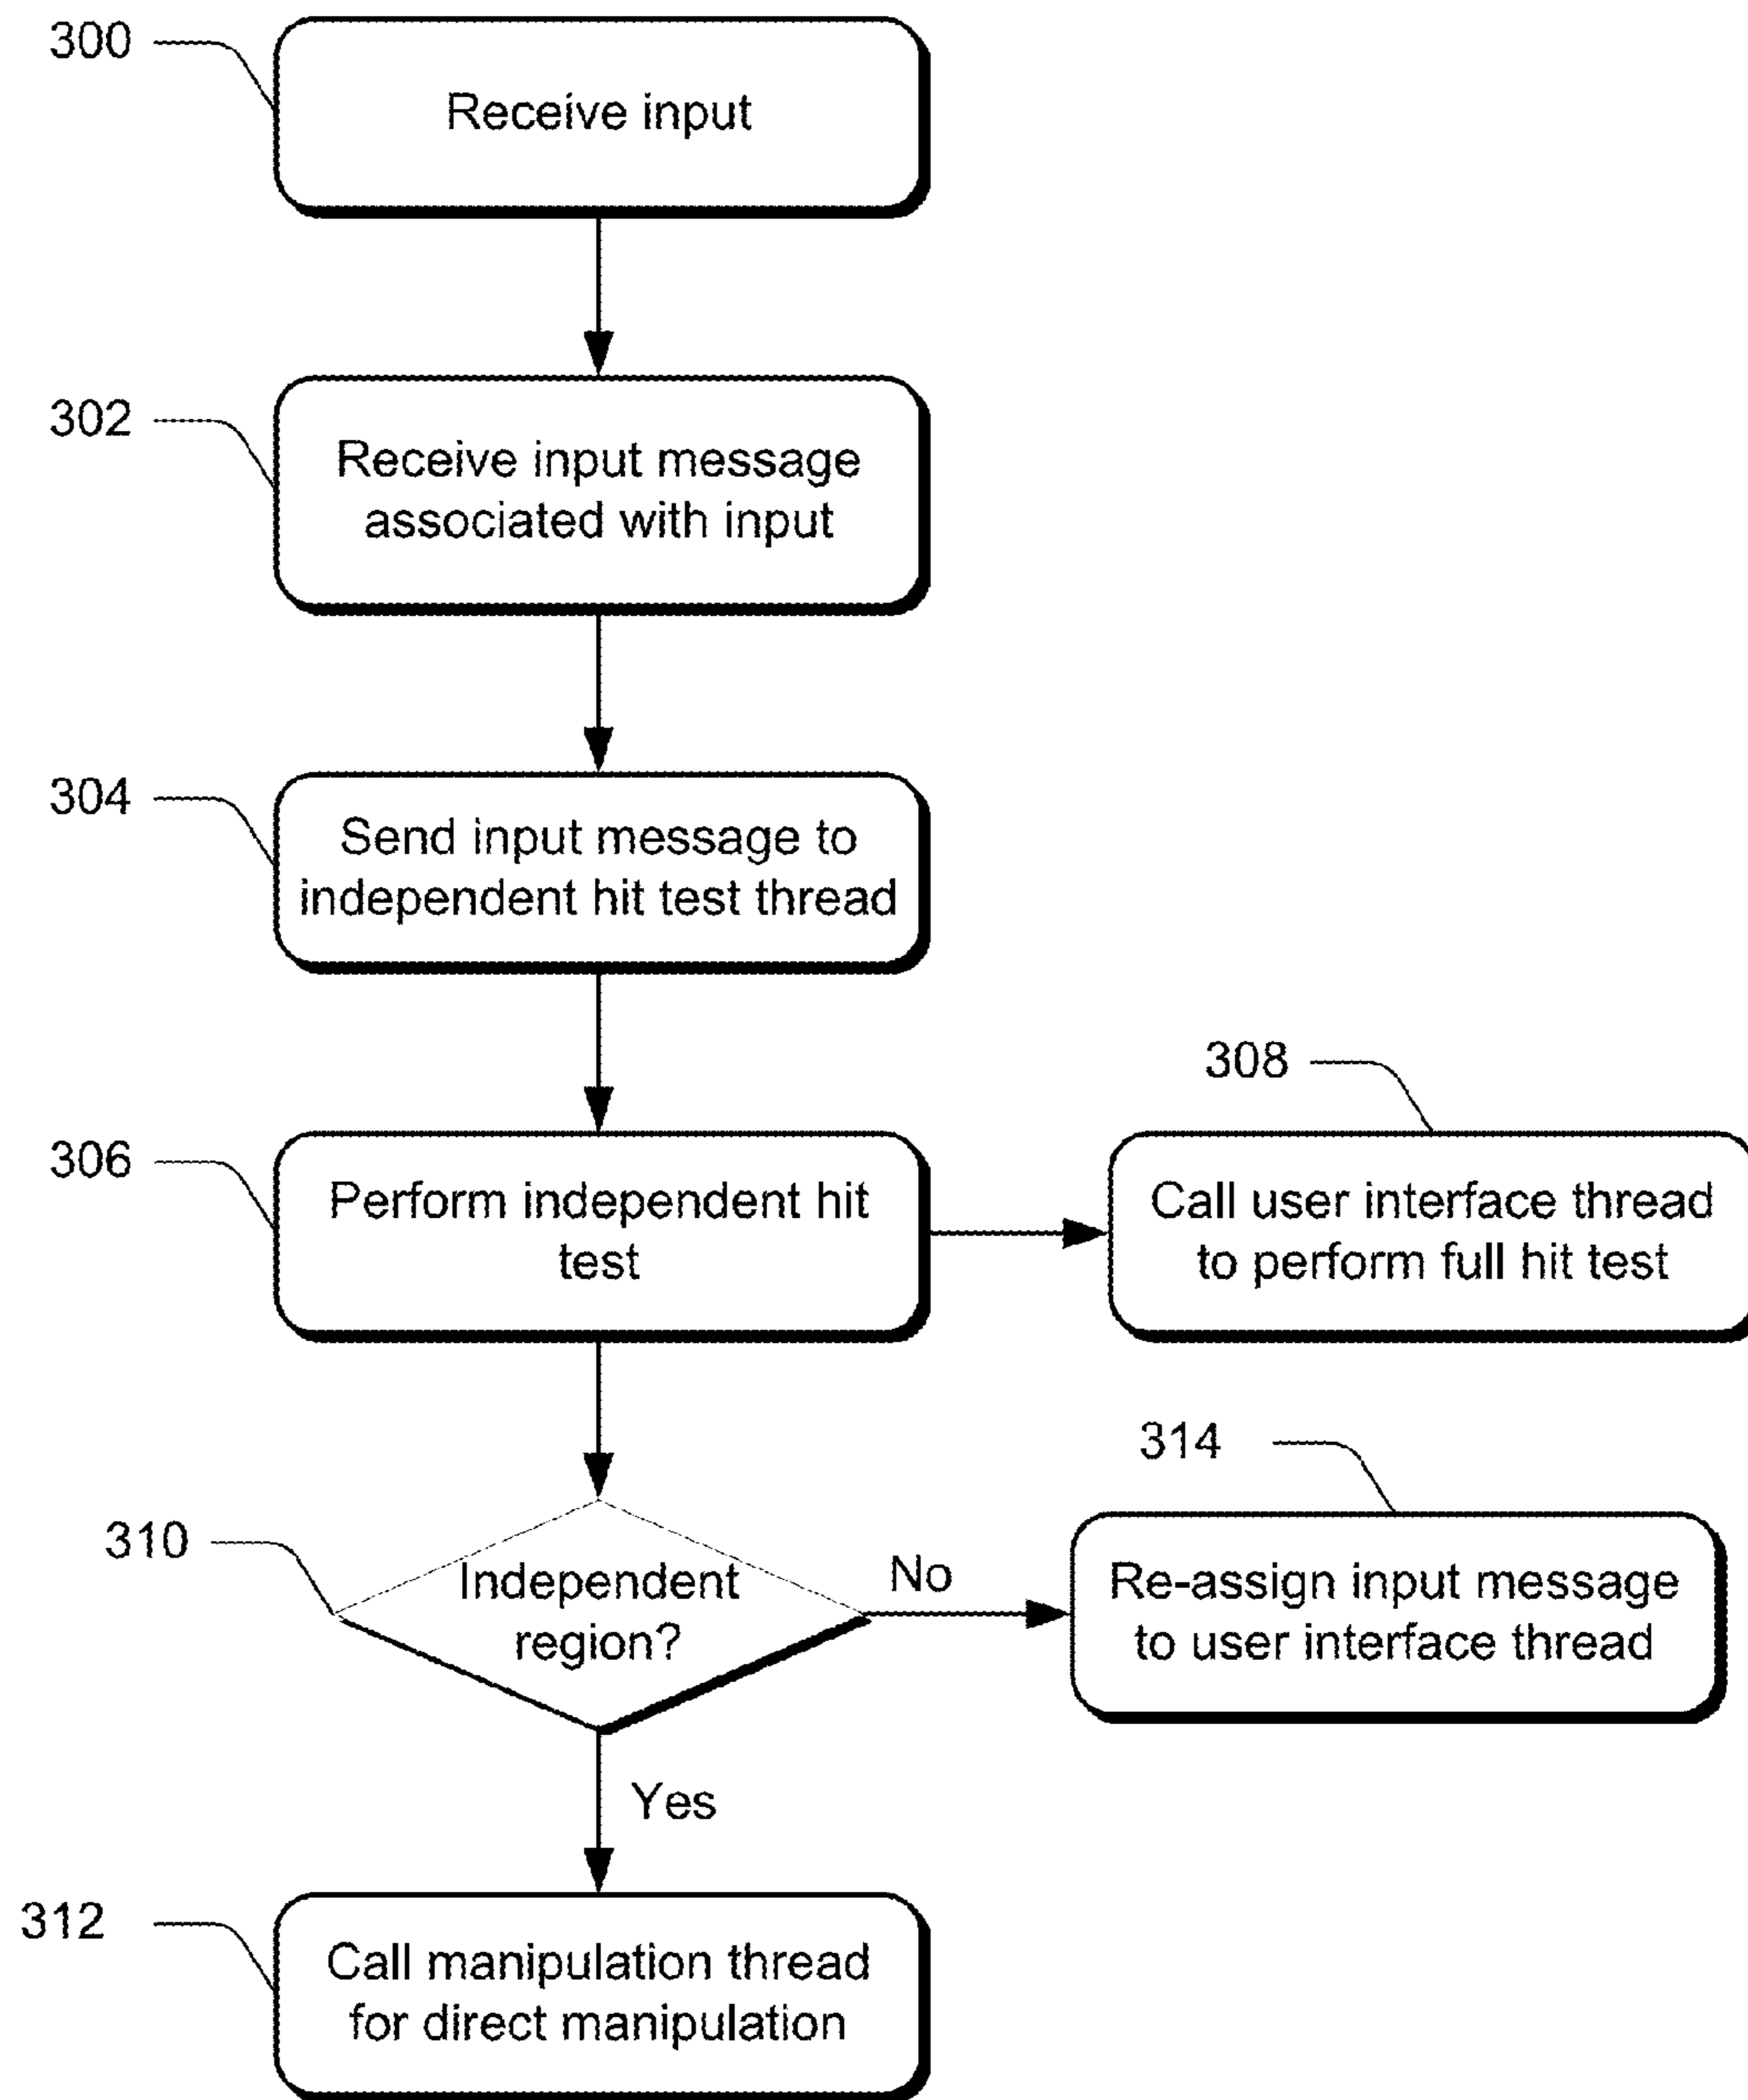 300
Receive input
302
Receive input message
associated with input
304
Send input message to
independent hit test thread
306
Perform independent hit
test
308
Call user interface thread
to perform full hit test
310
Independent
region?
No
314
Re-assign input message
to user interface thread
Yes
312
Call manipulation thread
for direct manipulation